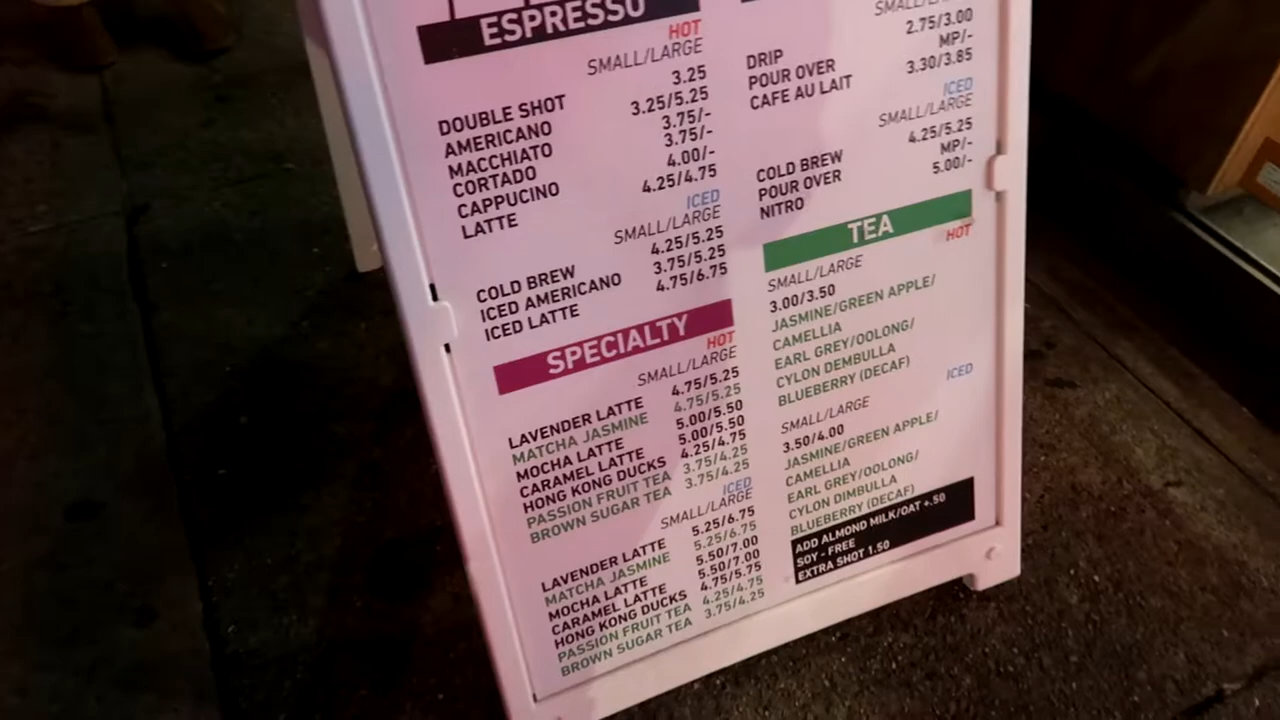 ESPRESSO
HOT
SMALL/LARGE
DOUBLE SHOT 3.25
AMERICANO 3.25/5.25
MACCHIATO 3.75/-
CORTADO 3.75/-
CAPPUCINO 4.00/-
LATTE 4.25/4.75
ICED
SMALL/LARGE
COLD BREW 4.25/5.25
ICED AMERICANO 3.75/5.25
ICED LATTE 4.75/6.75
SPECIALTY
HOT
SMALL/LARGE
LAVENDER LATTE 4.75/5.25
MATCHA JASMINE 4.75/5.25
MOCHA LATTE 5.00/5.50
CARAMEL LATTE 5.00/5.50
HONG KONG DUCKS 4.25/4.75
PASSION FRUIT TEA 3.75/4.25
BROWN SUGAR TEA 3.75/4.25
ICED
SMALL/LARGE
LAVENDER LATTE 5.25/6.75
MATCHA JASMINE 5.25/6.75
MOCHA LATTE 5.50/7.00
CARAMEL LATTE 5.50/7.00
HONG KONG DUCKS 4.75/5.75
PASSION FRUIT TEA 4.25/4.75
BROWN SUGAR TEA 3.75/4.25
SMALL/LARGE
DRIP 2.75/3.00
POUR OVER MP/-
CAFE AU LAIT 3.30/3.85
ICED
SMALL/LARGE
COLD BREW 4.25/5.25
POUR OVER MP/-
NITRO 5.00/-
TEA
HOT
SMALL/LARGE
3.00/3.50
JASMINE/GREEN APPLE/
CAMELLIA
EARL GREY/OOLONG/
CYLON DEMBULLA
BLUEBERRY (DECAF)
ICED
SMALL/LARGE
3.50/4.00
JASMINE/GREEN APPLE/
CAMELLIA
EARL GREY/OOLONG/
CYLON DIMBULLA
BLUEBERRY (DECAF)
ADD ALMOND MILK/OAT +.50
SOY - FREE
EXTRA SHOT 1.50